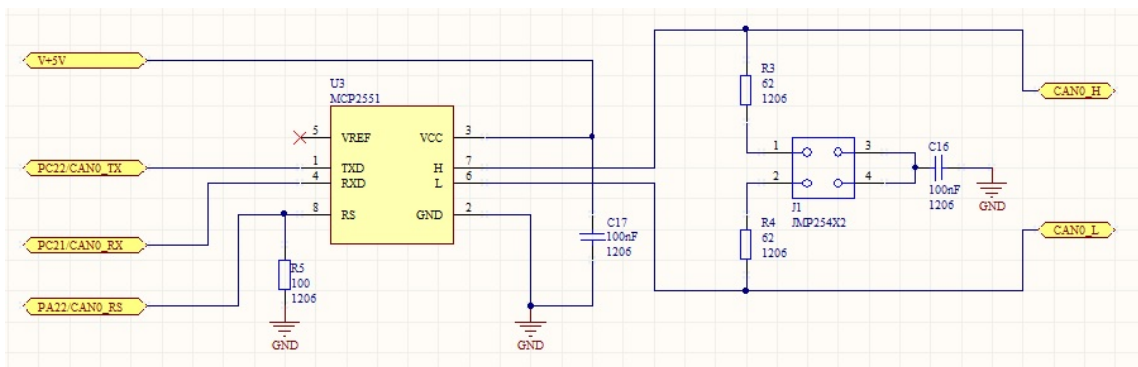 V+5V
U3
MCP2551
5 VREF VCC 3
PC22/CAN0_TX
1 TXD H 7
4 RXD L 6
8 RS GND 2
PC21/CAN0_RX
R5
100
1206
PA22/CAN0_RS
GND
GND
C17
100nF
1206
R3
62
1206
CAN0_H
1 3
2 4
J1
JMP254X2
C16
100nF
1206
GND
R4
62
1206
CAN0_L